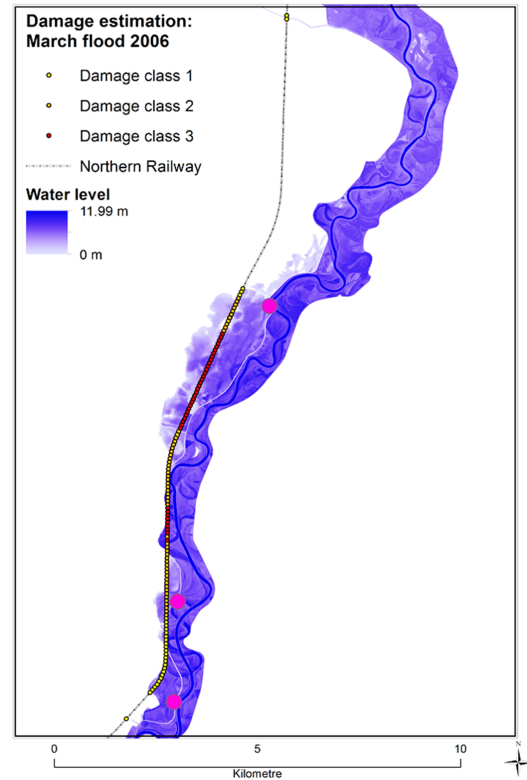 Damage estimation:
March flood 2006
Damage class 1
Damage class 2
Damage class 3
Northern Railway
Water level
11.99 m
0 m
N
0 5 10
Kilometre